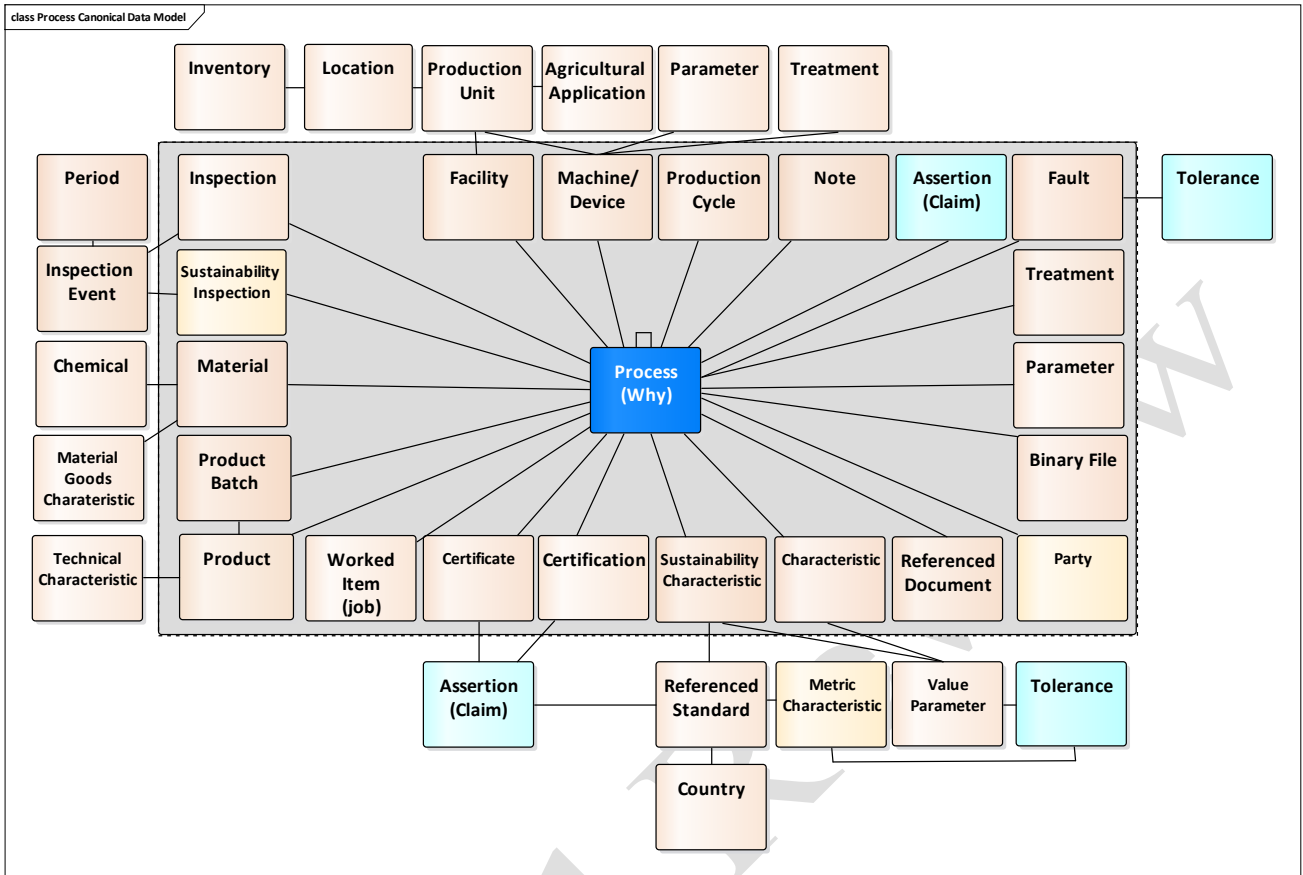 class Process Canonical Data Model
Inventory
Location
Production
Unit
Agricultural
Application
Parameter
Treatment
Period
Inspection
Facility
Machine/
Device
Production
Cycle
Note
Assertion
(Claim)
Fault
Tolerance
Inspection
Event
Sustainability
Inspection
Treatment
Chemical
Material
Process
(Why)
Parameter
Material
Goods
Charateristic
Product
Batch
Binary File
Technical
Characteristic
Product
Worked
Item
(job)
Certificate
Certification
Sustainability
Characteristic
Characteristic
Referenced
Document
Party
Assertion
(Claim)
Referenced
Standard
Metric
Characteristic
Value
Parameter
Tolerance
Country